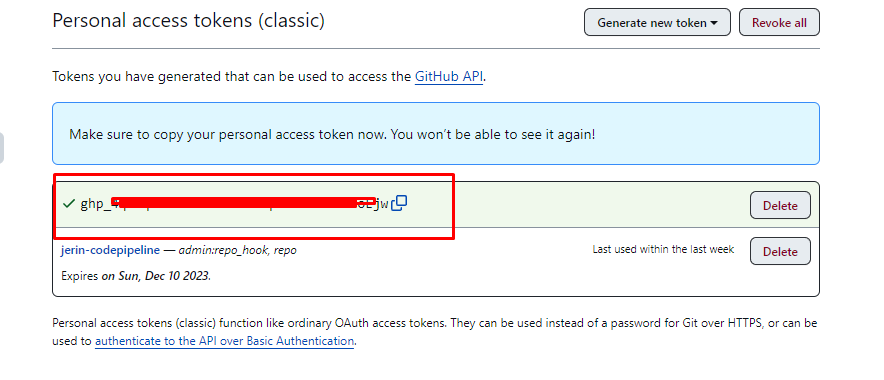 Personal access tokens (classic)
Generate new token
Revoke all
Tokens you have generated that can be used to access the GitHub API.
Make sure to copy your personal access token now. You won't be able to see it again!
ghp_
jw
Delete
jerin-codepipeline — admin:repo_hook, repo
Last used within the last week
Delete
Expires on Sun, Dec 10 2023.
Personal access tokens (classic) function like ordinary OAuth access tokens. They can be used instead of a password for Git over HTTPS, or can be
used to authenticate to the API over Basic Authentication.